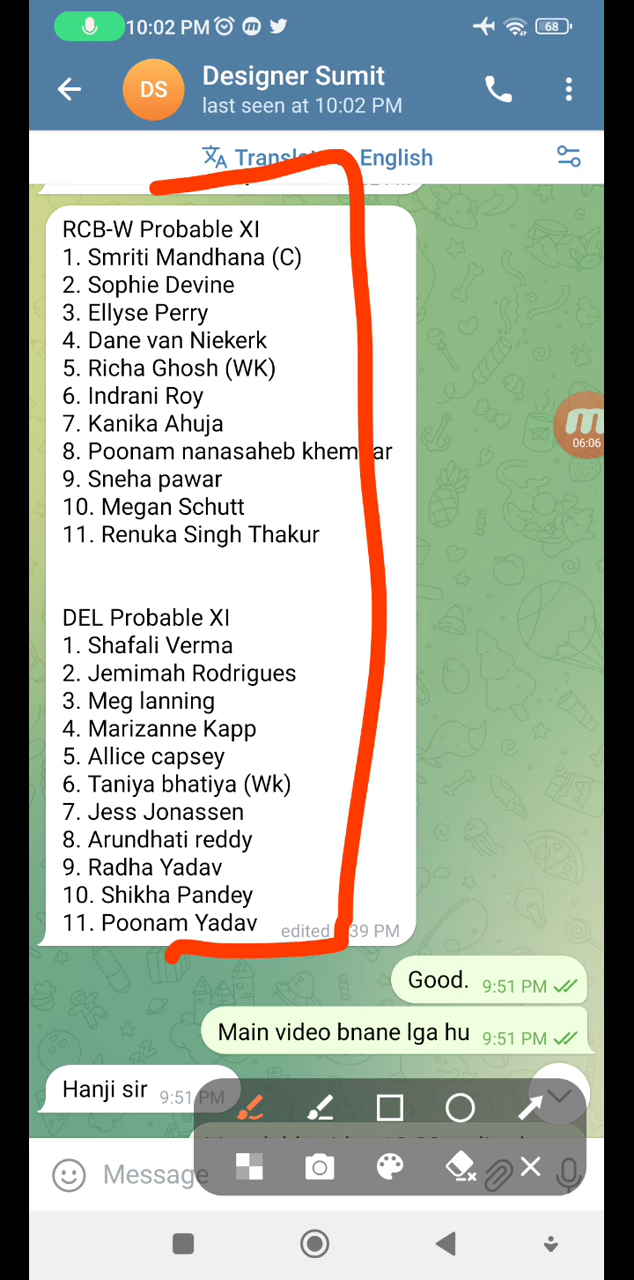 10:02 PM
68
DS
Designer Sumit
last seen at 10:02 PM
English
RCB-W Probable XI
1. Smriti Mandhana (C)
2. Sophie Devine
3. Ellyse Perry
4. Dane van Niekerk
5. Richa Ghosh (WK)
6. Indrani Roy
7. Kanika Ahuja
8. Poonam nanasaheb
9. Sneha pawar
10. Megan Schutt
11. Renuka Singh Thakur
06:06
DEL Probable XI
1. Shafali Verma
2. Jemimah Rodrigues
3. Meg lanning
4. Marizanne Kapp
5. Allice capsey
6. Taniya bhatiya (Wk)
7. Jess Jonassen
8. Arundhati reddy
9. Radha Yadav
10. Shikha Pandey
11. Poonam Yadav
edited 39 PM
Good. 9:51 PM
Main video bnane lga hu 9:51 PM
Hanji sir 9:51 PM
Message